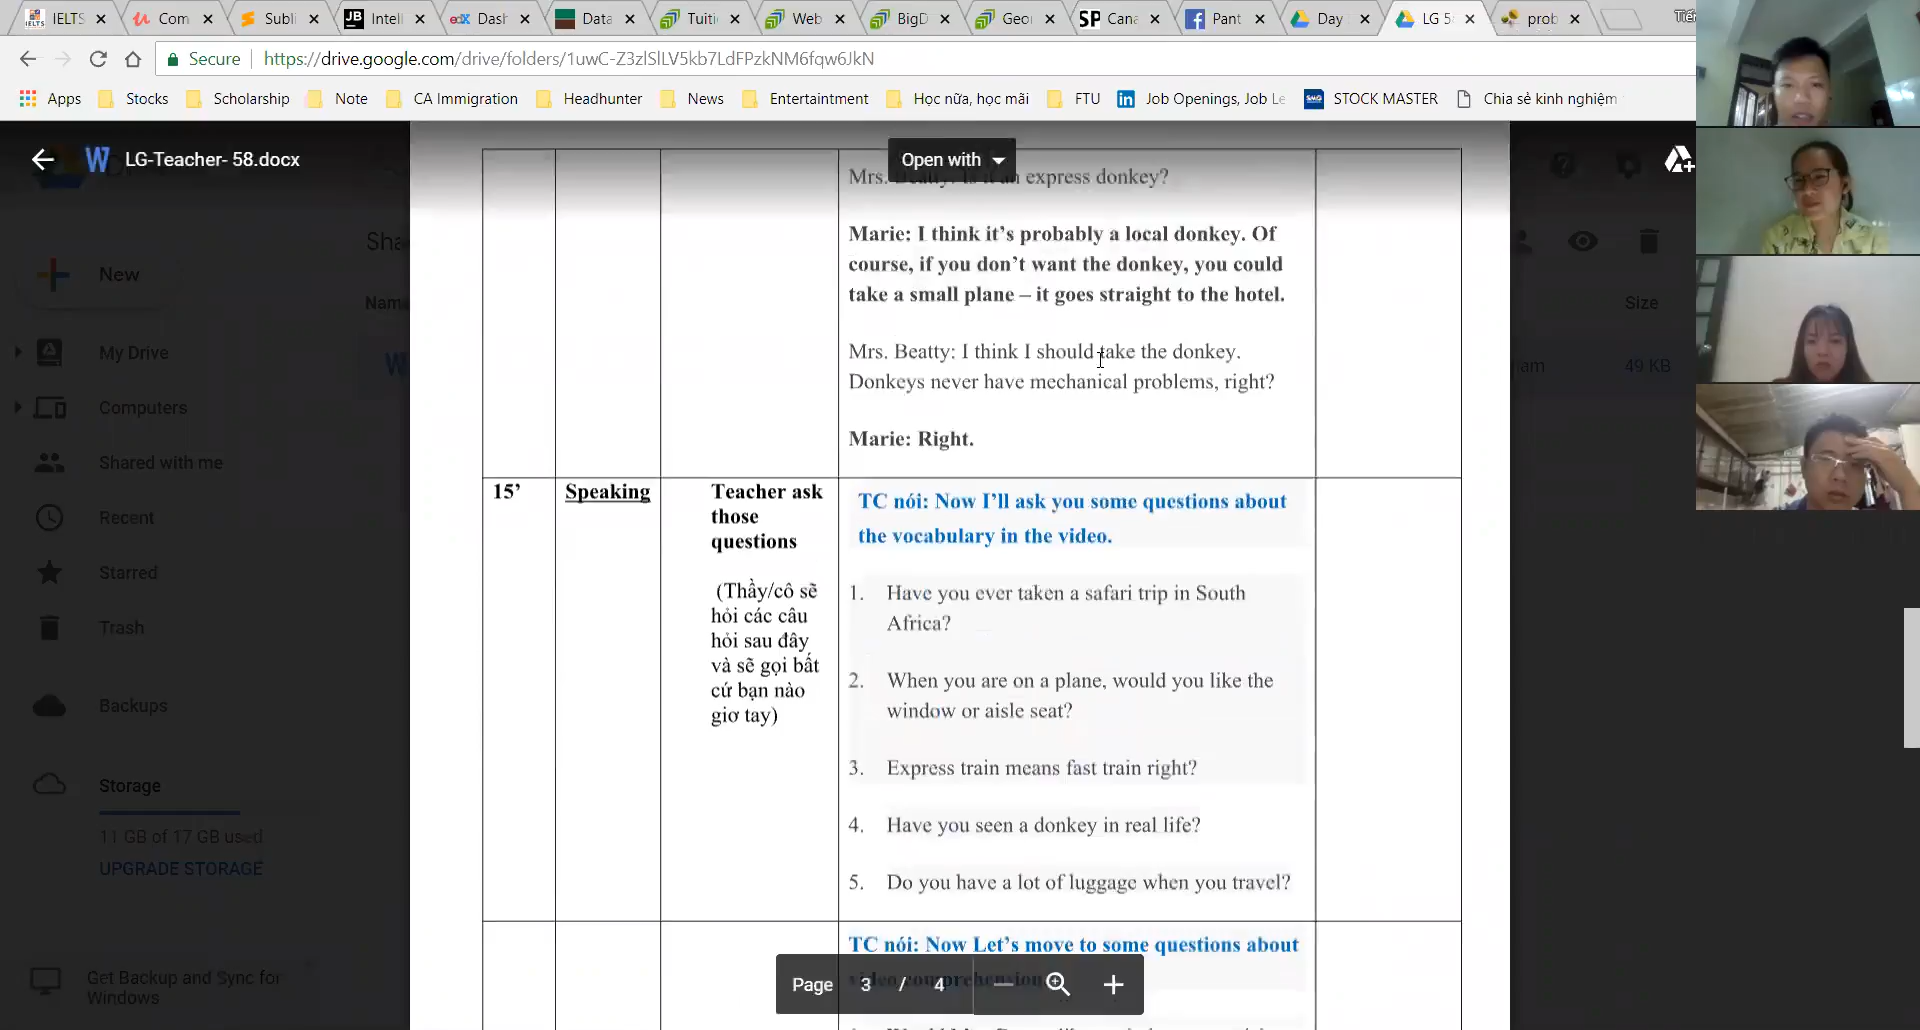 IELTS
Com
Subli
Intell
Dash
Data
Tuitio
Web
BigD
Geor
SP Cana
Pant
Day
LG 5
prob
Tiến
Secure
https://drive.google.com/drive/folders/1uwC-Z3zlSlLV5kb7LdFPzkNM6fqw6JkN
Apps
Stocks
Scholarship
Note
CA Immigration
Headhunter
News
Entertaintment
Học nữa, học mãi
FTU
Job Openings, Job Le
STOCK MASTER
Chia sẻ kinh nghiệm
LG-Teacher- 58.docx
Open with
New
My Drive
Computers
Shared with me
Recent
Starred
Trash
Backups
Storage
11 GB of 17 GB used
UPGRADE STORAGE
Get Backup and Sync for
Windows
Size
49 KB
express donkey?
Marie: I think it’s probably a local donkey. Of
course, if you don’t want the donkey, you could
take a small plane – it goes straight to the hotel.
Mrs. Beatty: I think I should take the donkey.
Donkeys never have mechanical problems, right?
Marie: Right.
15’
Speaking
Teacher ask
those
questions
(Thầy/cô sẽ
hỏi các câu
hỏi sau đây
và sẽ gọi bất
cứ bạn nào
giơ tay)
TC nói: Now I’ll ask you some questions about
the vocabulary in the video.
1. Have you ever taken a safari trip in South
Africa?
2. When you are on a plane, would you like the
window or aisle seat?
3. Express train means fast train right?
4. Have you seen a donkey in real life?
5. Do you have a lot of luggage when you travel?
TC nói: Now Let’s move to some questions about
Page 3 / 4